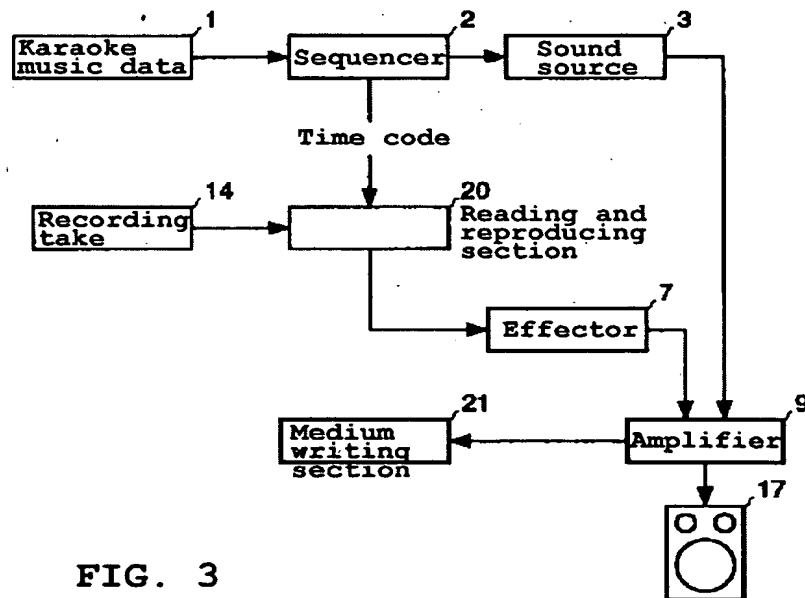 1
Karaoke
music data
2
Sequencer
3
Sound
source
Time code
14
Recording
take
20
Reading and
reproducing
section
7
Effector
21
Medium
writing
section
9
Amplifier
17
FIG. 3